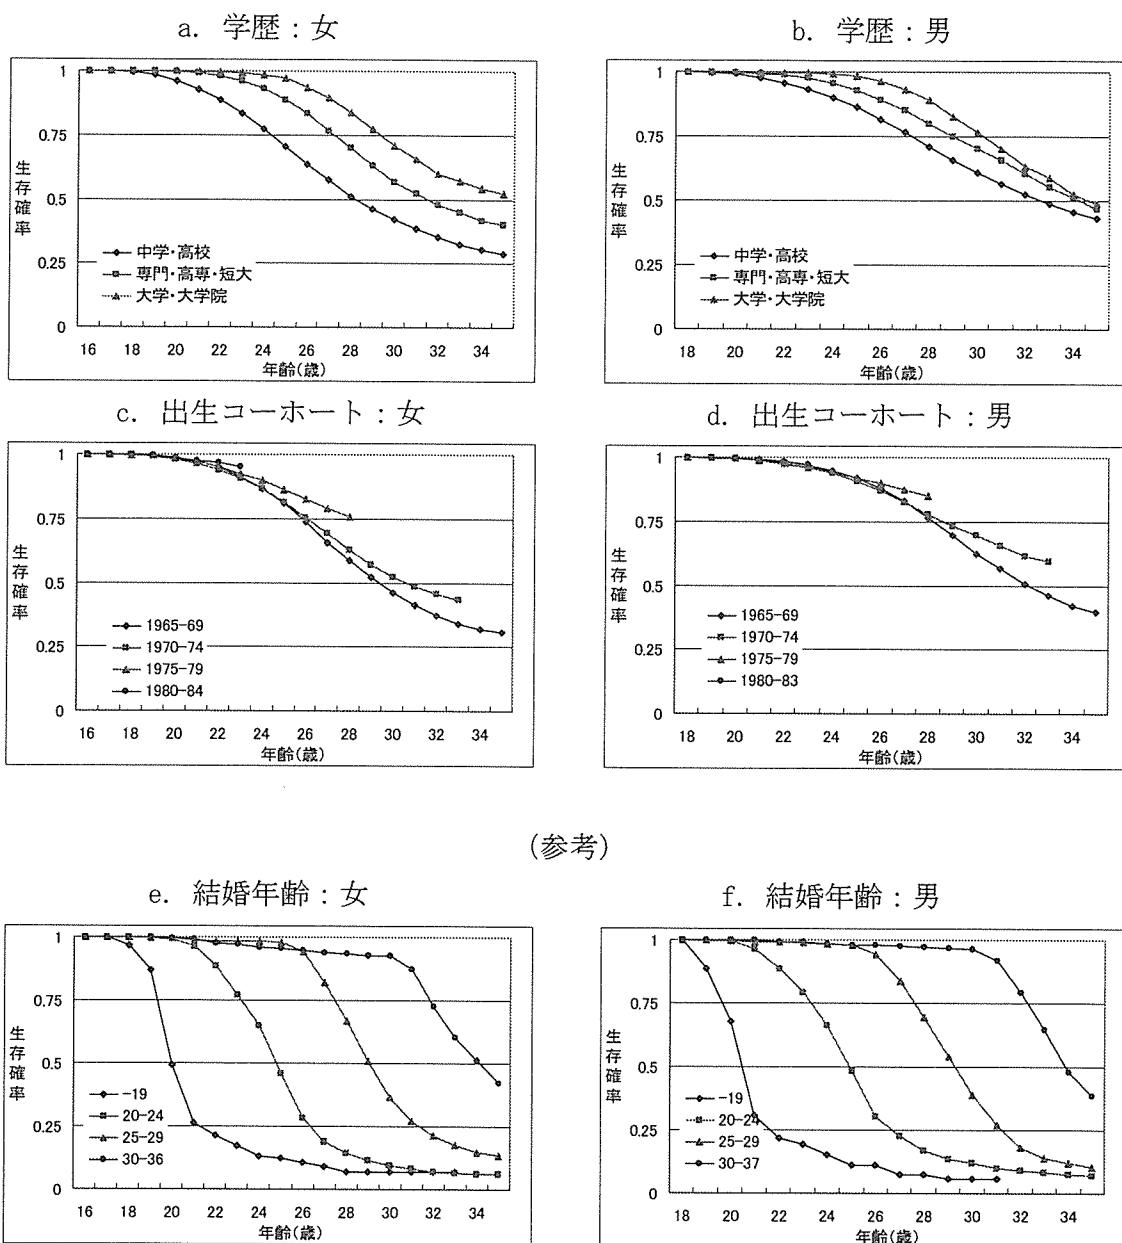 a. 学歴：女
1
0.75
0.5
0.25
0
生存確率
中学・高校
専門・高専・短大
大学・大学院
16 18 20 22 24 26 28 30 32 34
年齢(歳)
b. 学歴：男
1
0.75
0.5
0.25
0
生存確率
中学・高校
専門・高専・短大
大学・大学院
18 20 22 24 26 28 30 32 34
年齢(歳)
c. 出生コーホート：女
1
0.75
0.5
0.25
0
生存確率
1965-69
1970-74
1975-79
1980-84
16 18 20 22 24 26 28 30 32 34
年齢(歳)
d. 出生コーホート：男
1
0.75
0.5
0.25
0
生存確率
1965-69
1970-74
1975-79
1980-83
18 20 22 24 26 28 30 32 34
年齢(歳)
(参考)
e. 結婚年齢：女
1
0.75
0.5
0.25
0
生存確率
-19
20-24
25-29
30-36
16 18 20 22 24 26 28 30 32 34
年齢(歳)
f. 結婚年齢：男
1
0.75
0.5
0.25
0
生存確率
-19
20-24
25-29
30-37
18 20 22 24 26 28 30 32 34
年齢(歳)